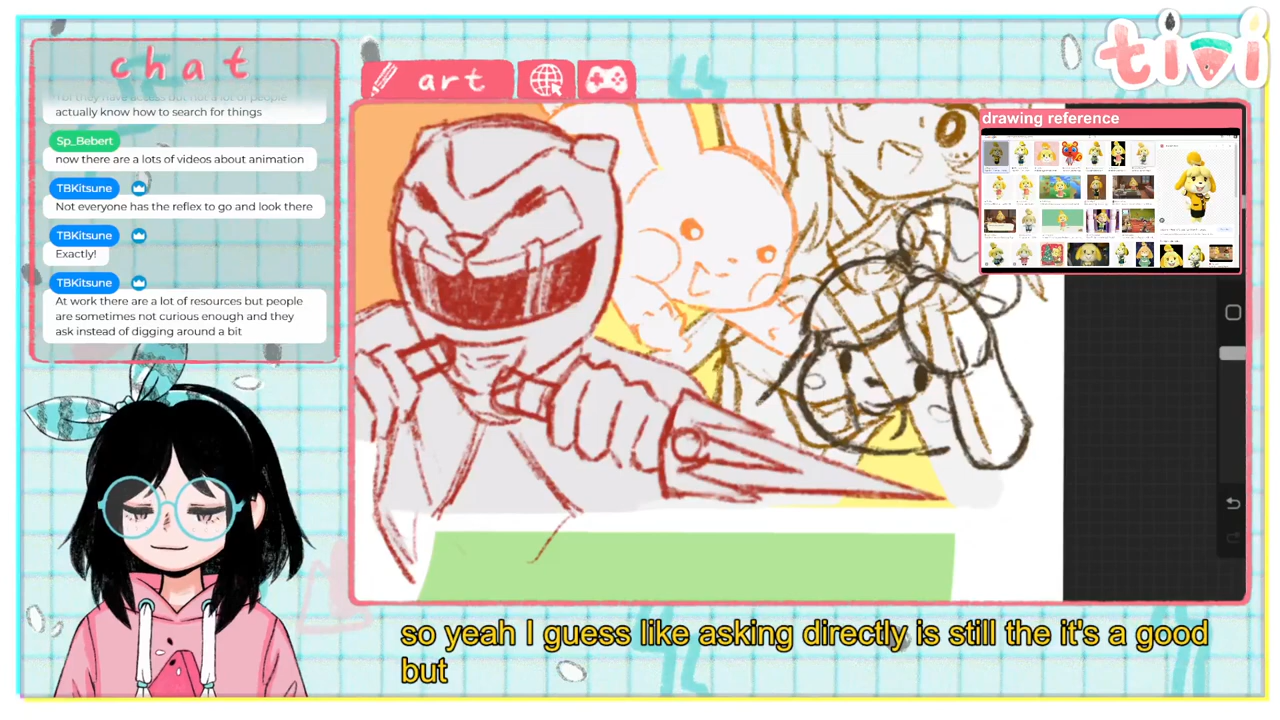 tivi
chat
art
drawing reference
actually know how to search for things
Sp_Bebert
now there are a lots of videos about animation
TBKitsune
Not everyone has the reflex to go and look there
TBKitsune
Exactly!
TBKitsune
At work there are a lot of resources but people
are sometimes not curious enough and they
ask instead of digging around a bit
so yeah I guess like asking directly is still the it's a good
but